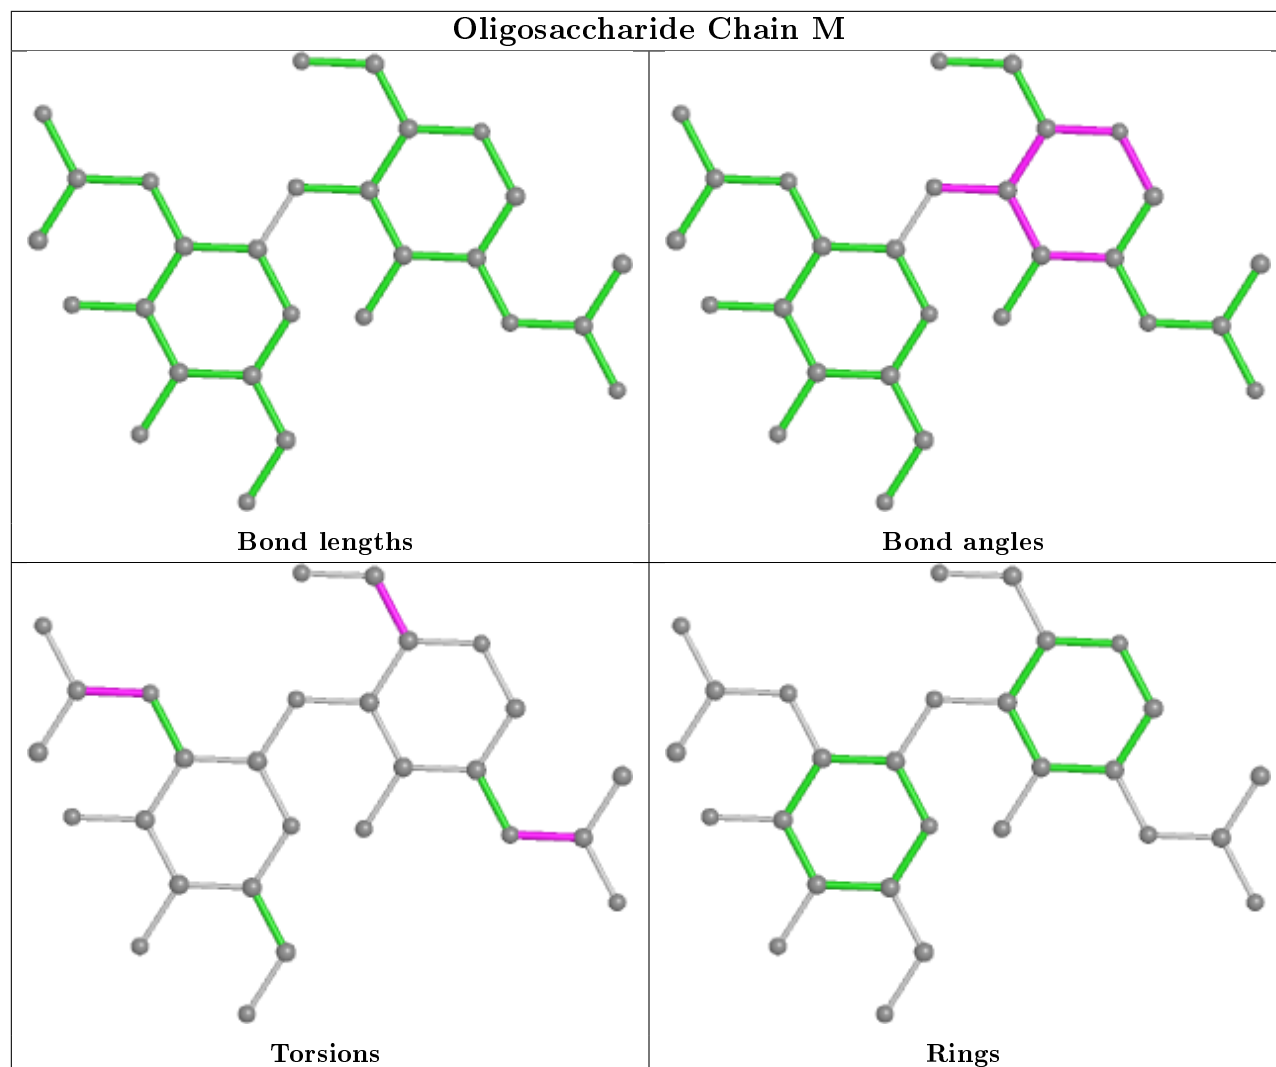 Oligosaccharide Chain M
Bond lengths
Bond angles
Torsions
Rings